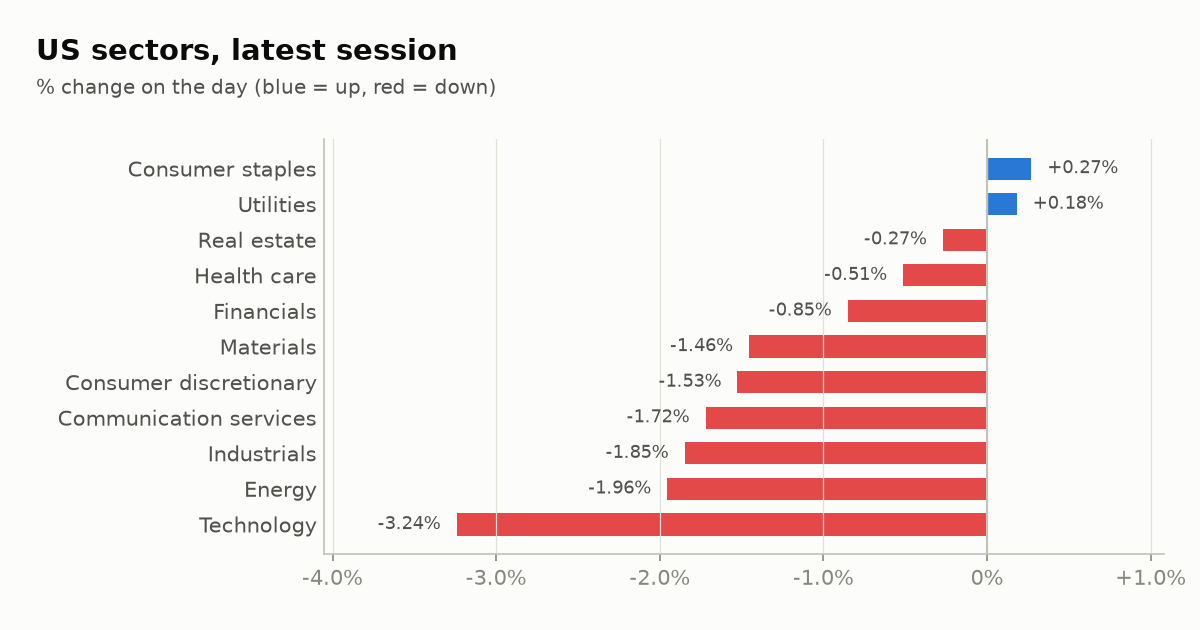 US sectors, latest session
% change on the day (blue = up, red = down)
Consumer staples +0.27%
Utilities +0.18%
Real estate -0.27%
Health care -0.51%
Financials -0.85%
Materials -1.46%
Consumer discretionary -1.53%
Communication services -1.72%
Industrials -1.85%
Energy -1.96%
Technology -3.24%
-4.0% -3.0% -2.0% -1.0% 0% +1.0%